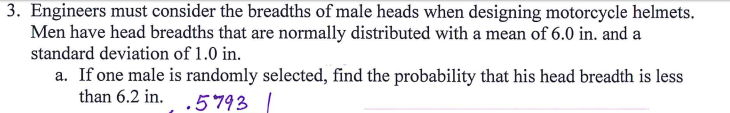 3. Engineers must consider the breadths of male heads when designing motorcycle helmets.
Men have head breadths that are normally distributed with a mean of 6.0 in. and a
standard deviation of 1.0 in.
a. If one male is randomly selected, find the probability that his head breadth is less
than 6.2 in. .5793